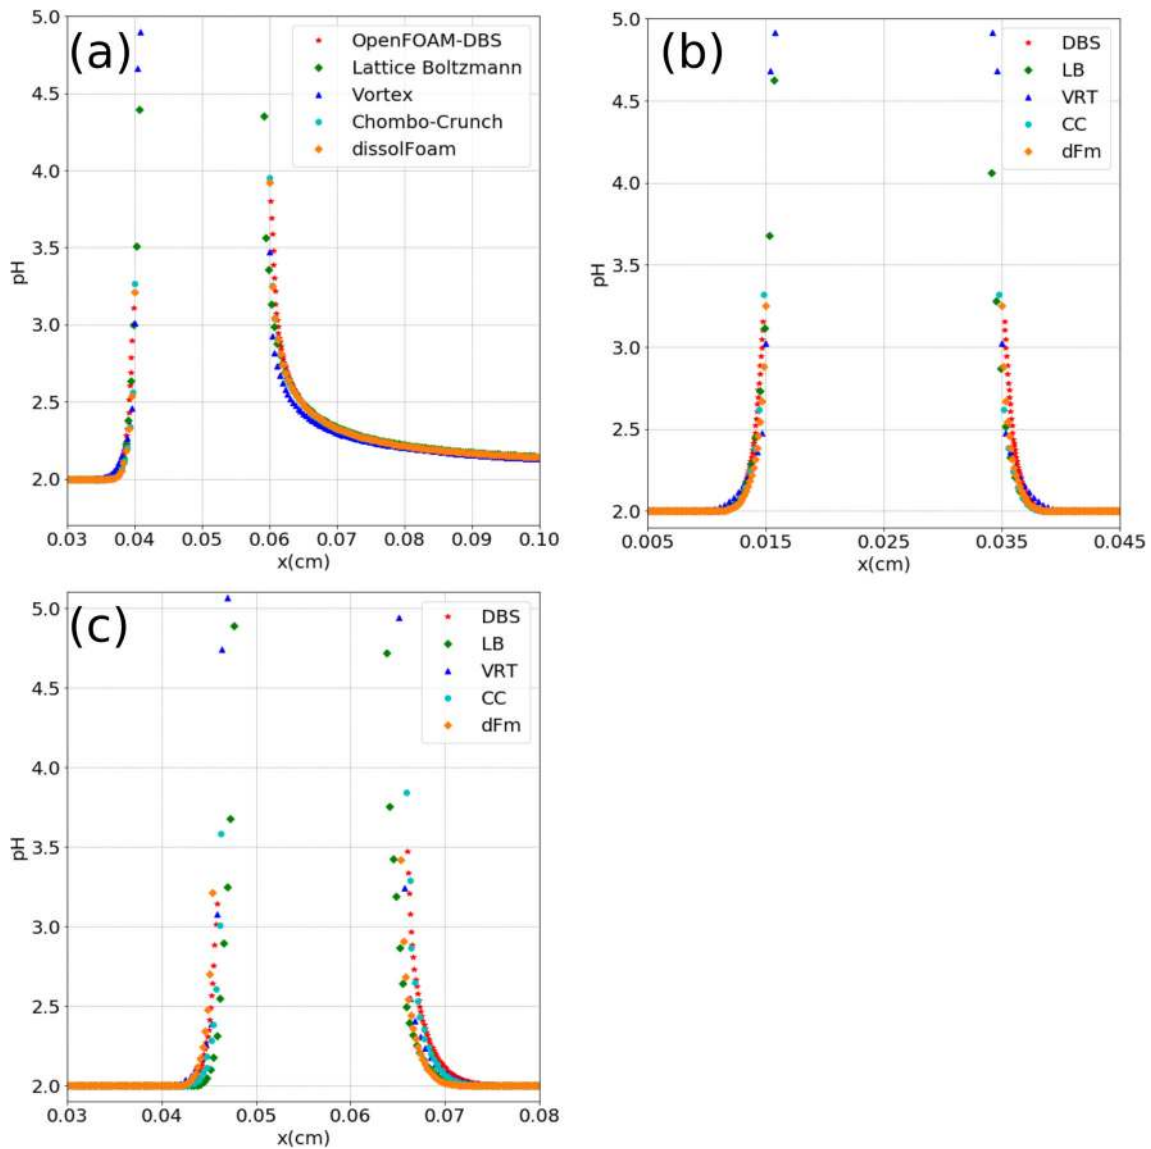 (a)
OpenFOAM-DBS
Lattice Boltzmann
Vortex
Chombo-Crunch
dissolFoam
5.0
4.5
4.0
3.5
3.0
2.5
2.0
pH
0.03 0.04 0.05 0.06 0.07 0.08 0.09 0.10
x(cm)
(b)
DBS
LB
VRT
CC
dFm
5.0
4.5
4.0
3.5
3.0
2.5
2.0
pH
0.005 0.015 0.025 0.035 0.045
x(cm)
(c)
DBS
LB
VRT
CC
dFm
5.0
4.5
4.0
3.5
3.0
2.5
2.0
pH
0.03 0.04 0.05 0.06 0.07 0.08
x(cm)